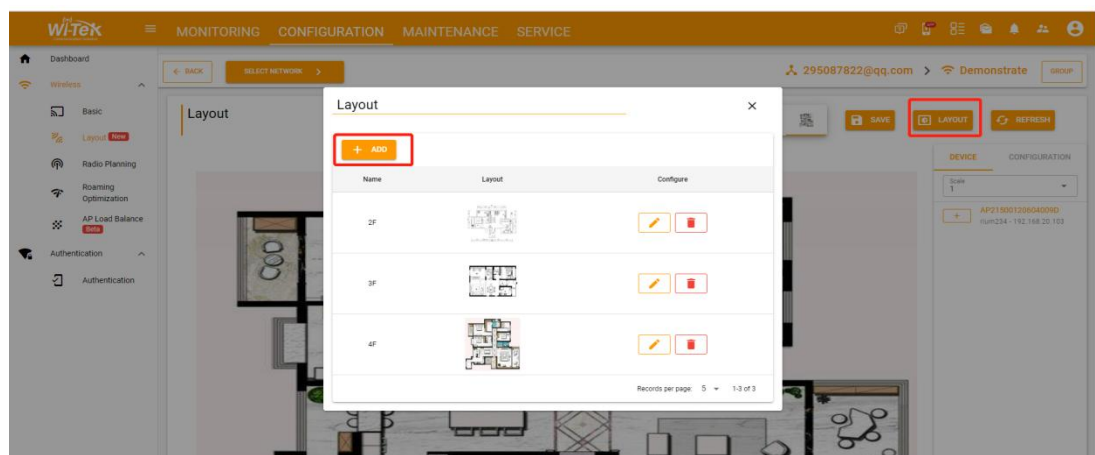 Wi-Tek
MONITORING CONFIGURATION MAINTENANCE SERVICE
Dashboard
Wireless
Basic
Layout New
Radio Planning
Roaming
Optimization
AP Load Balance
Beta
Authentication
Authentication
← BACK
SELECT NETWORK >
295087822@qq.com > Demonstrate
GROUP
Layout
SAVE
LAYOUT
REFRESH
DEVICE CONFIGURATION
Scale
1
+
AP21500120604009D
rium234 - 192.168.20.103
Layout
×
+ ADD
Name Layout Configure
2F
3F
4F
Records per page: 5 1-3 of 3